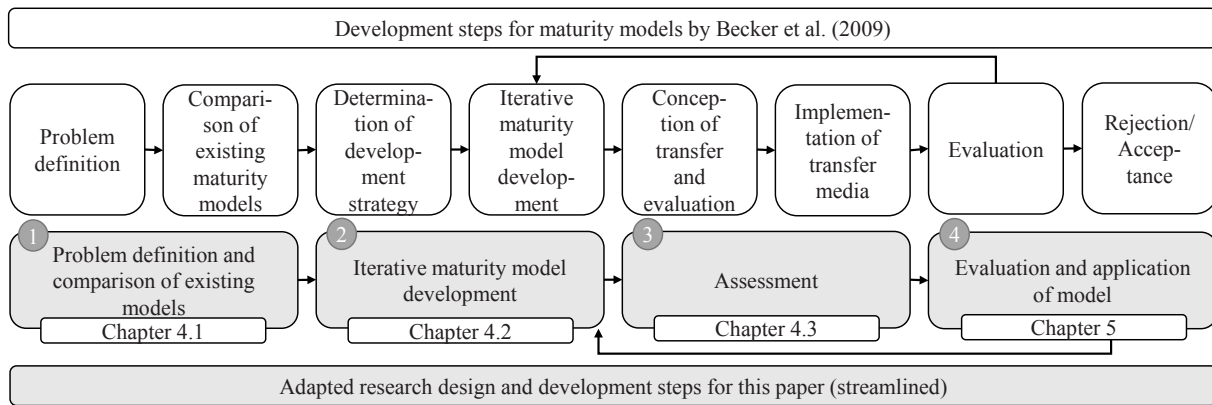 Development steps for maturity models by Becker et al. (2009)
Problem
definition
Compari-
son of
existing
maturity
models
Determina-
tion of
develop-
ment
strategy
Iterative
maturity
model
develop-
ment
Conception
of
transfer
and
evaluation
Implemen-
tation of
transfer
media
Evaluation
Rejection/
Accep-
tance
1
Problem definition and
comparison of existing
models
Chapter 4.1
2
Iterative maturity model
development
Chapter 4.2
3
Assessment
Chapter 4.3
4
Evaluation and application
of model
Chapter 5
Adapted research design and development steps for this paper (streamlined)